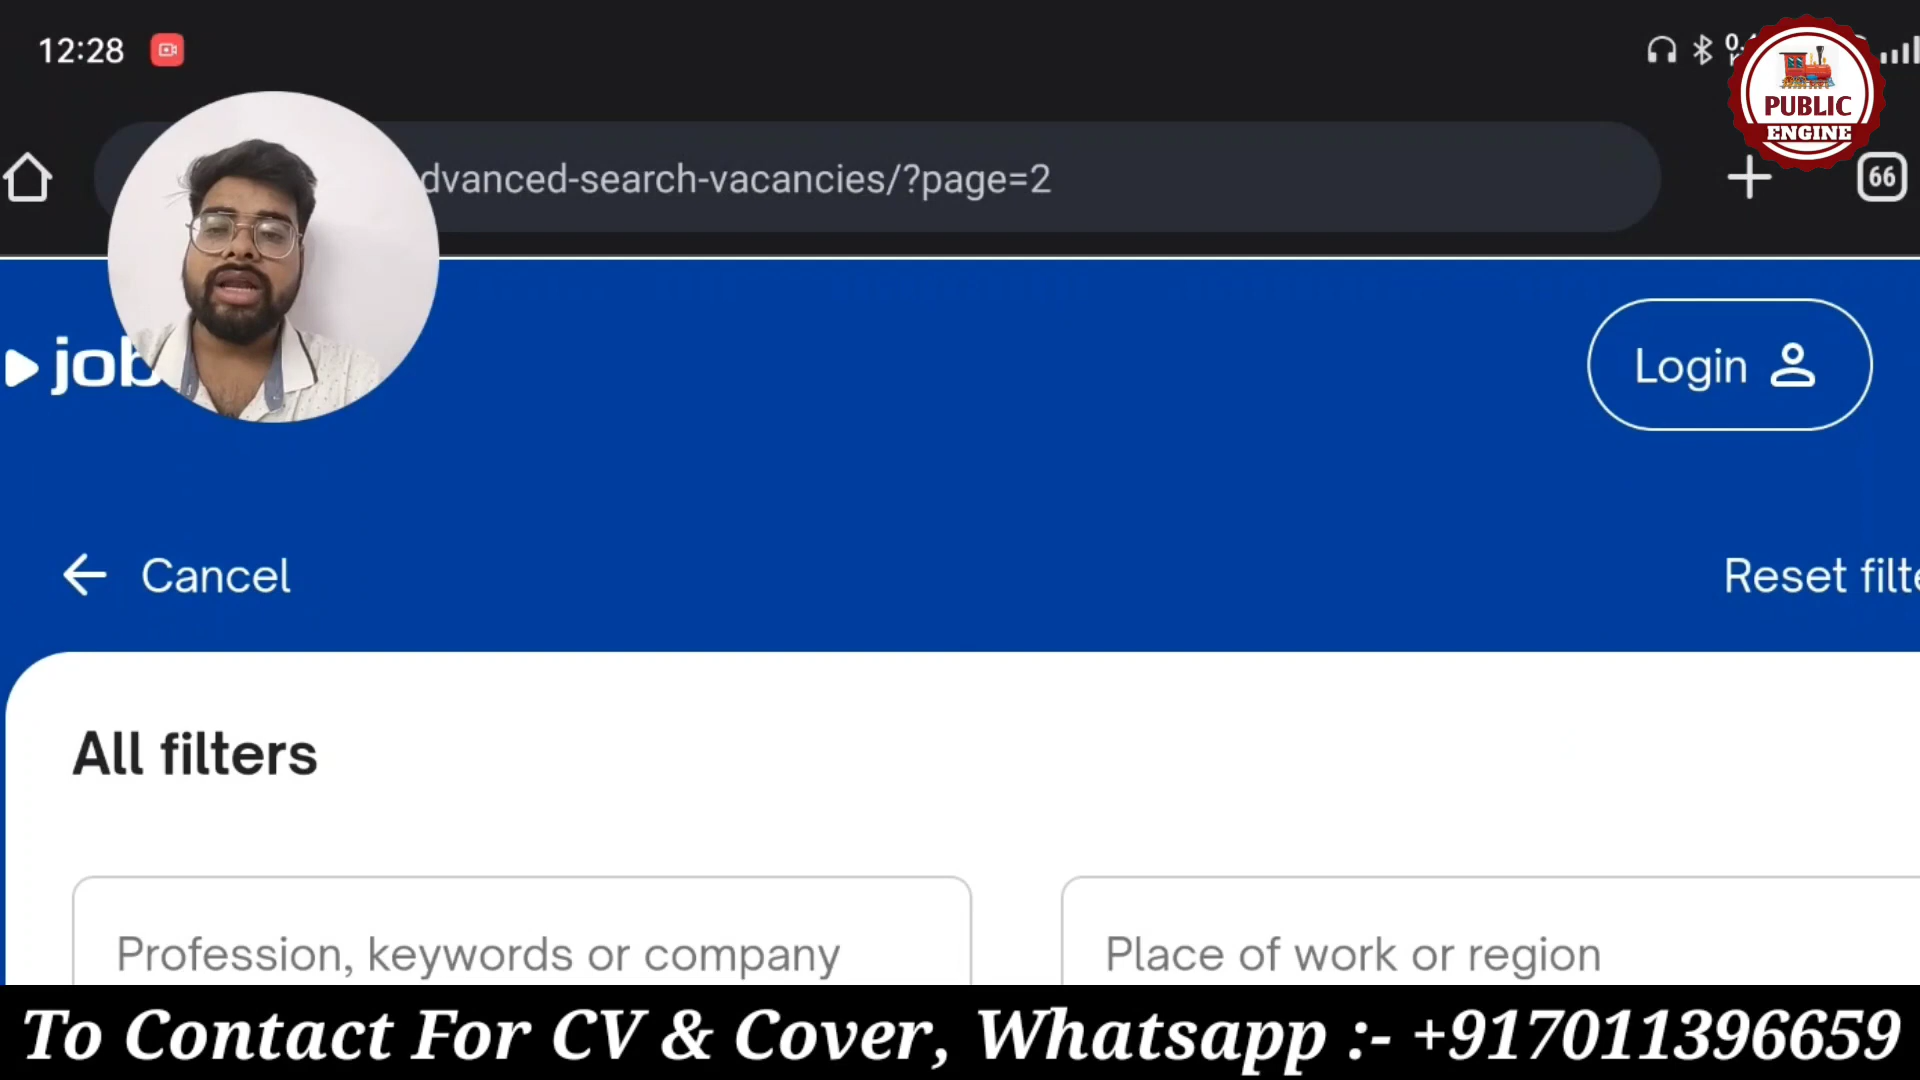 12:28
PUBLIC
ENGINE
dvanced-search-vacancies/?page=2
66
job
Login
Cancel
Reset filte
All filters
Profession, keywords or company
Place of work or region
To Contact For CV & Cover, Whatsapp :- +917011396659